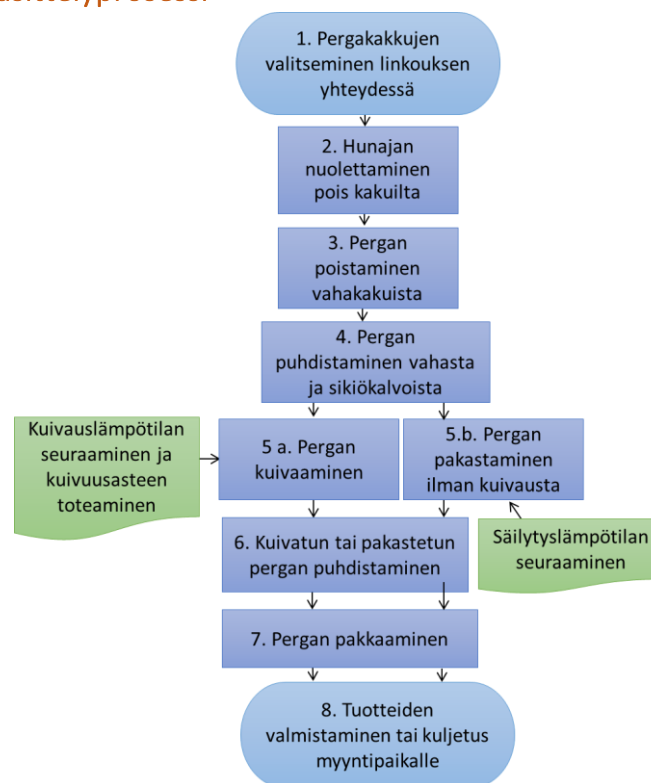 1. Pergakakkujen
valitseminen linkouksen
yhteydessä
2. Hunajan
nuolettaminen
pois kakuilta
3. Pergan
poistaminen
vahakakuista
4. Pergan
puhdistaminen vahasta
ja sikiökalvoista
Kuivauslämpötilan
seuraaminen ja
kuivuusasteen
toteaminen
5 a. Pergan
kuivaaminen
5.b. Pergan
pakastaminen
ilman kuivausta
Säilytyslämpötilan
seuraaminen
6. Kuivatun tai pakastetun
pergan puhdistaminen
7. Pergan pakkaaminen
8. Tuotteiden
valmistaminen tai kuljetus
myyntipaikalle